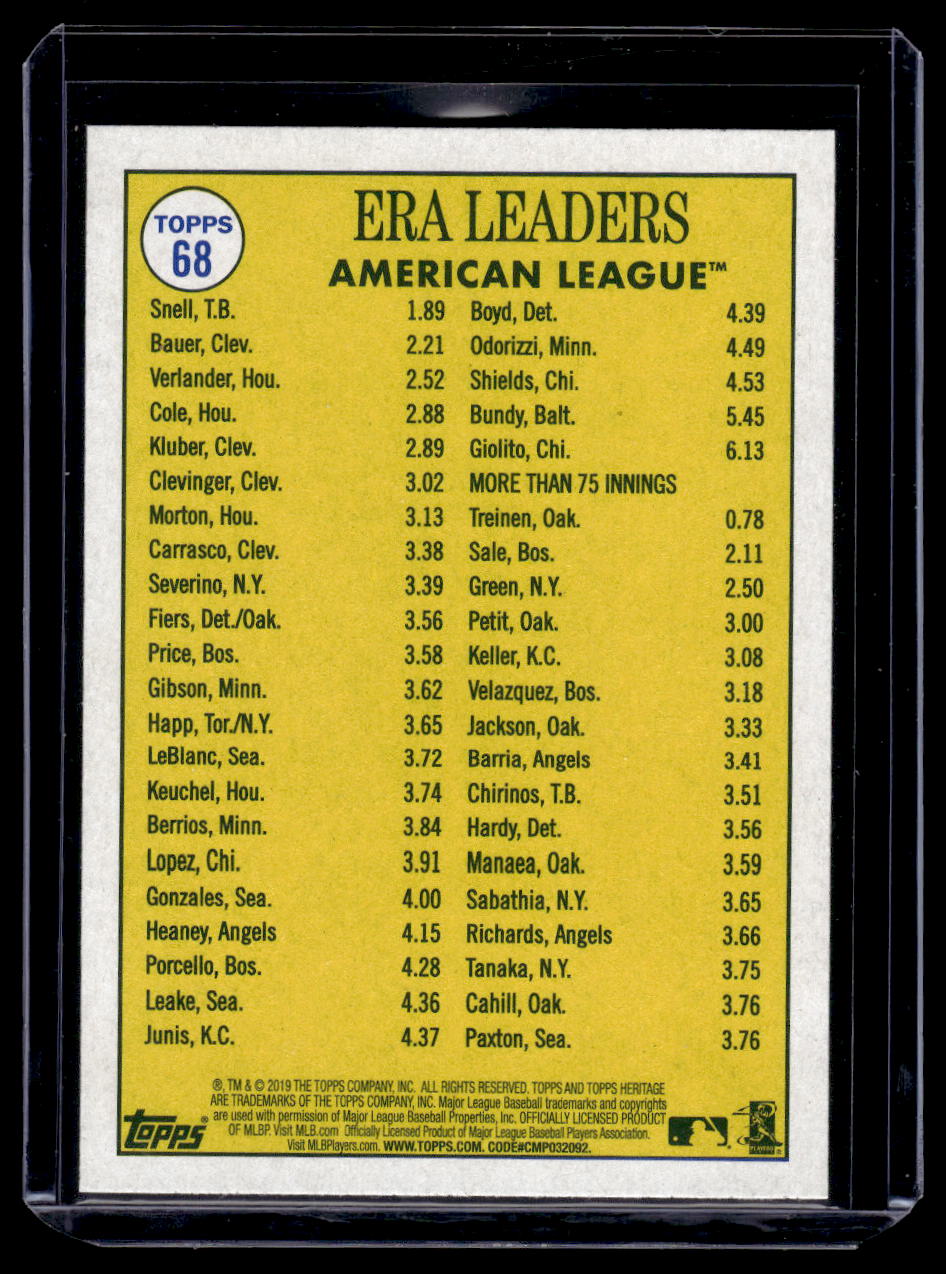 TOPPS
68
ERA LEADERS
AMERICAN LEAGUE™
Snell, T.B. 1.89 Boyd, Det. 4.39
Bauer, Clev. 2.21 Odorizzi, Minn. 4.49
Verlander, Hou. 2.52 Shields, Chi. 4.53
Cole, Hou. 2.88 Bundy, Balt. 5.45
Kluber, Clev. 2.89 Giolito, Chi. 6.13
Clevinger, Clev. 3.02 MORE THAN 75 INNINGS
Morton, Hou. 3.13 Treinen, Oak. 0.78
Carrasco, Clev. 3.38 Sale, Bos. 2.11
Severino, N.Y. 3.39 Green, N.Y. 2.50
Fiers, Det./Oak. 3.56 Petit, Oak. 3.00
Price, Bos. 3.58 Keller, K.C. 3.08
Gibson, Minn. 3.62 Velazquez, Bos. 3.18
Happ, Tor./N.Y. 3.65 Jackson, Oak. 3.33
LeBlanc, Sea. 3.72 Barria, Angels 3.41
Keuchel, Hou. 3.74 Chirinos, T.B. 3.51
Berrios, Minn. 3.84 Hardy, Det. 3.56
Lopez, Chi. 3.91 Manaea, Oak. 3.59
Gonzales, Sea. 4.00 Sabathia, N.Y. 3.65
Heaney, Angels 4.15 Richards, Angels 3.66
Porcello, Bos. 4.28 Tanaka, N.Y. 3.75
Leake, Sea. 4.36 Cahill, Oak. 3.76
Junis, K.C. 4.37 Paxton, Sea. 3.76
®, TM & © 2019 THE TOPPS COMPANY, INC. ALL RIGHTS RESERVED. TOPPS AND TOPPS HERITAGE
ARE TRADEMARKS OF THE TOPPS COMPANY, INC. Major League Baseball trademarks and copyrights
are used with permission of Major League Baseball Properties, Inc. OFFICIALLY LICENSED PRODUCT
OF MLBP. Visit MLB.com Officially Licensed Product of Major League Baseball Players Association.
Visit MLBPlayers.com. WWW.TOPPS.COM. CODE#CMP032092.
Topps®